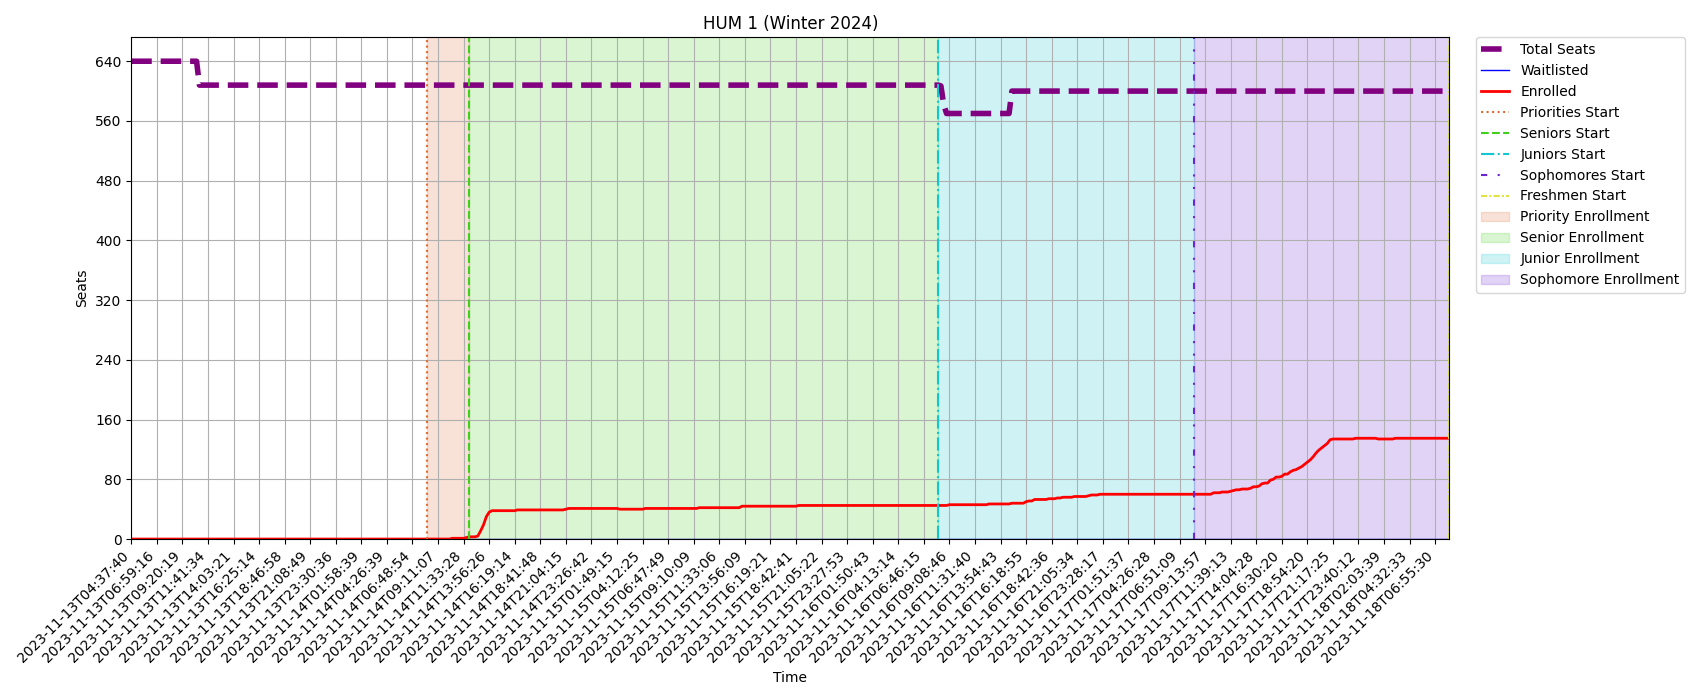 HUM 1 (Winter 2024)
Total Seats
Waitlisted
Enrolled
Priorities Start
Seniors Start
Juniors Start
Sophomores Start
Freshmen Start
Priority Enrollment
Senior Enrollment
Junior Enrollment
Sophomore Enrollment
Seats
640
560
480
400
320
240
160
80
0
2023-11-13T04:37:40
2023-11-13T06:59:16
2023-11-13T09:20:19
2023-11-13T11:41:34
2023-11-13T14:03:21
2023-11-13T16:25:14
2023-11-13T18:46:58
2023-11-13T21:08:49
2023-11-13T23:30:36
2023-11-14T01:58:39
2023-11-14T04:26:39
2023-11-14T06:48:54
2023-11-14T09:11:07
2023-11-14T11:33:28
2023-11-14T13:56:26
2023-11-14T16:19:14
2023-11-14T18:41:48
2023-11-14T21:04:15
2023-11-14T23:26:42
2023-11-15T01:49:15
2023-11-15T04:12:25
2023-11-15T06:47:49
2023-11-15T09:10:09
2023-11-15T11:33:06
2023-11-15T13:56:09
2023-11-15T16:19:21
2023-11-15T18:42:41
2023-11-15T21:05:22
2023-11-15T23:27:53
2023-11-16T01:50:43
2023-11-16T04:13:14
2023-11-16T06:46:15
2023-11-16T09:08:46
2023-11-16T11:31:40
2023-11-16T13:54:43
2023-11-16T16:18:55
2023-11-16T18:42:36
2023-11-16T21:05:34
2023-11-16T23:28:17
2023-11-17T01:51:37
2023-11-17T04:26:28
2023-11-17T06:51:09
2023-11-17T09:13:57
2023-11-17T11:39:13
2023-11-17T14:04:28
2023-11-17T16:30:20
2023-11-17T18:54:20
2023-11-17T21:17:25
2023-11-17T23:40:12
2023-11-18T02:03:39
2023-11-18T04:32:33
2023-11-18T06:55:30
Time